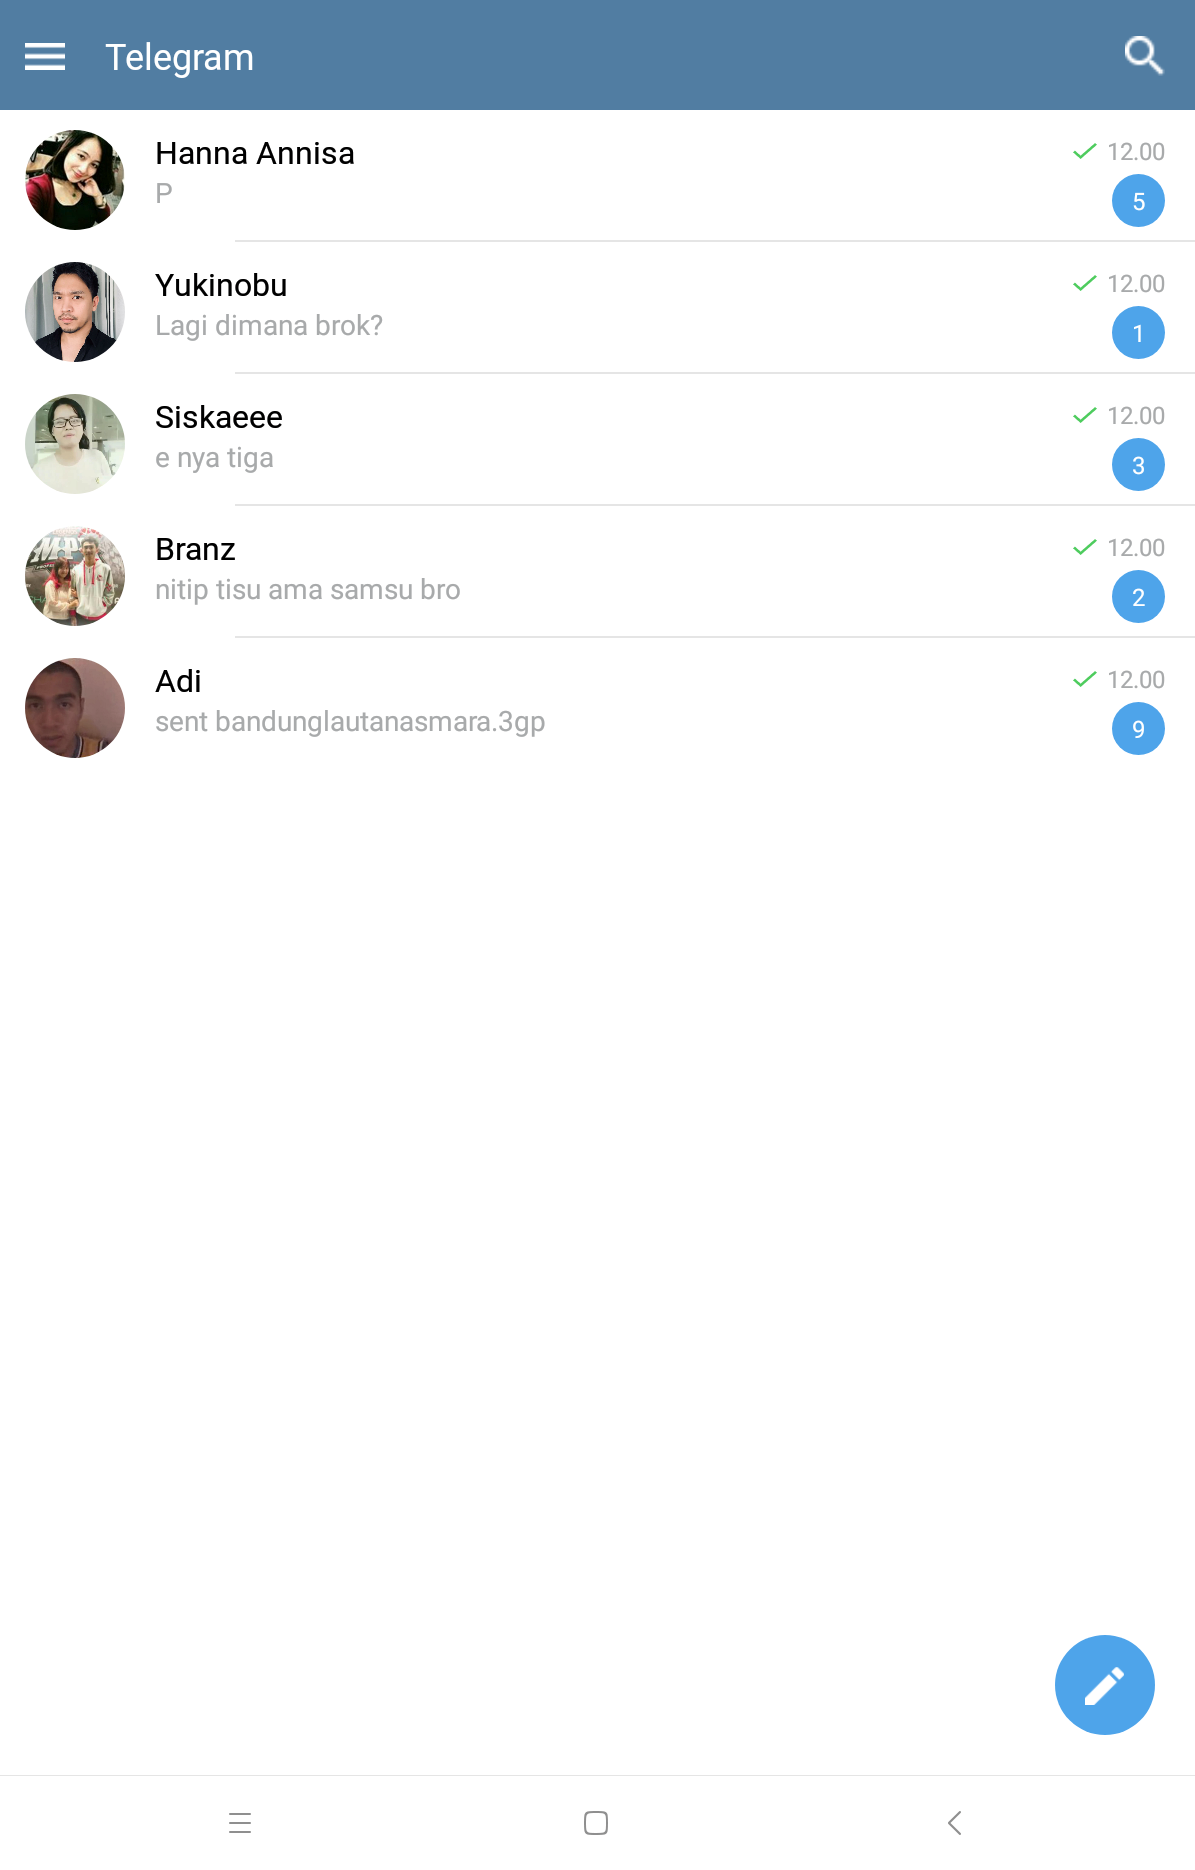 Telegram
Hanna Annisa
12.00
P
5
Yukinobu
12.00
Lagi dimana brok?
1
Siskaeee
12.00
e nya tiga
3
Branz
12.00
nitip tisu ama samsu bro
2
Adi
12.00
sent bandunglautanasmara.3gp
9